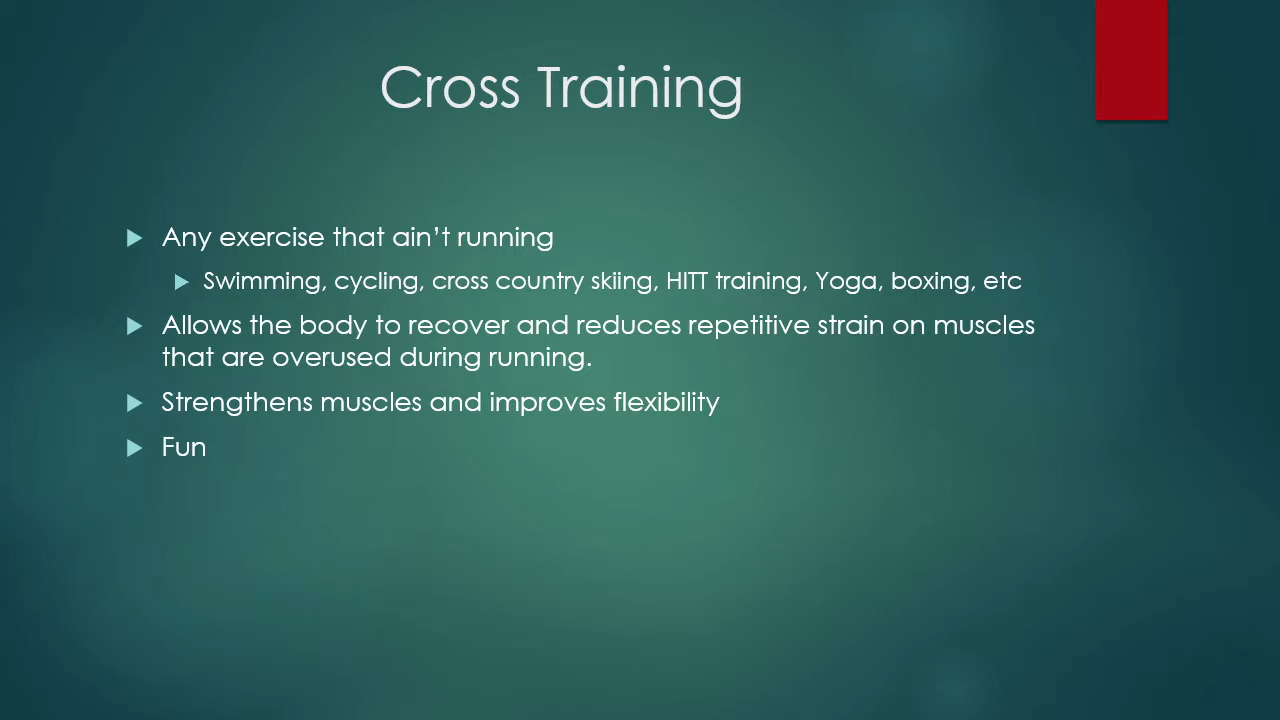 Cross Training
Any exercise that ain’t running
Swimming, cycling, cross country skiing, HITT training, Yoga, boxing, etc
Allows the body to recover and reduces repetitive strain on muscles
that are overused during running.
Strengthens muscles and improves flexibility
Fun